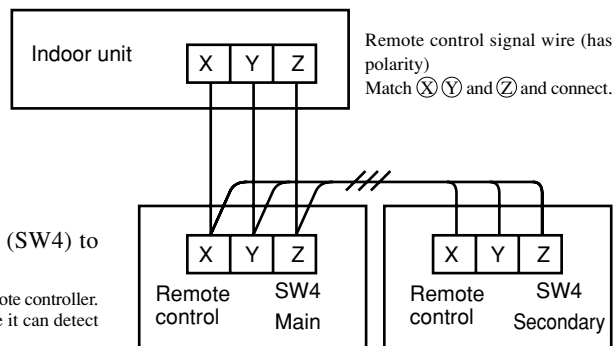 Indoor unit
X Y Z
Remote control signal wire (has
polarity)
Match Ⓧ Ⓨ and Ⓩ and connect.
(SW4) to
ote controller.
e it can detect
X Y Z
Remote
control
SW4
Main
X Y Z
Remote
control
SW4
Secondary